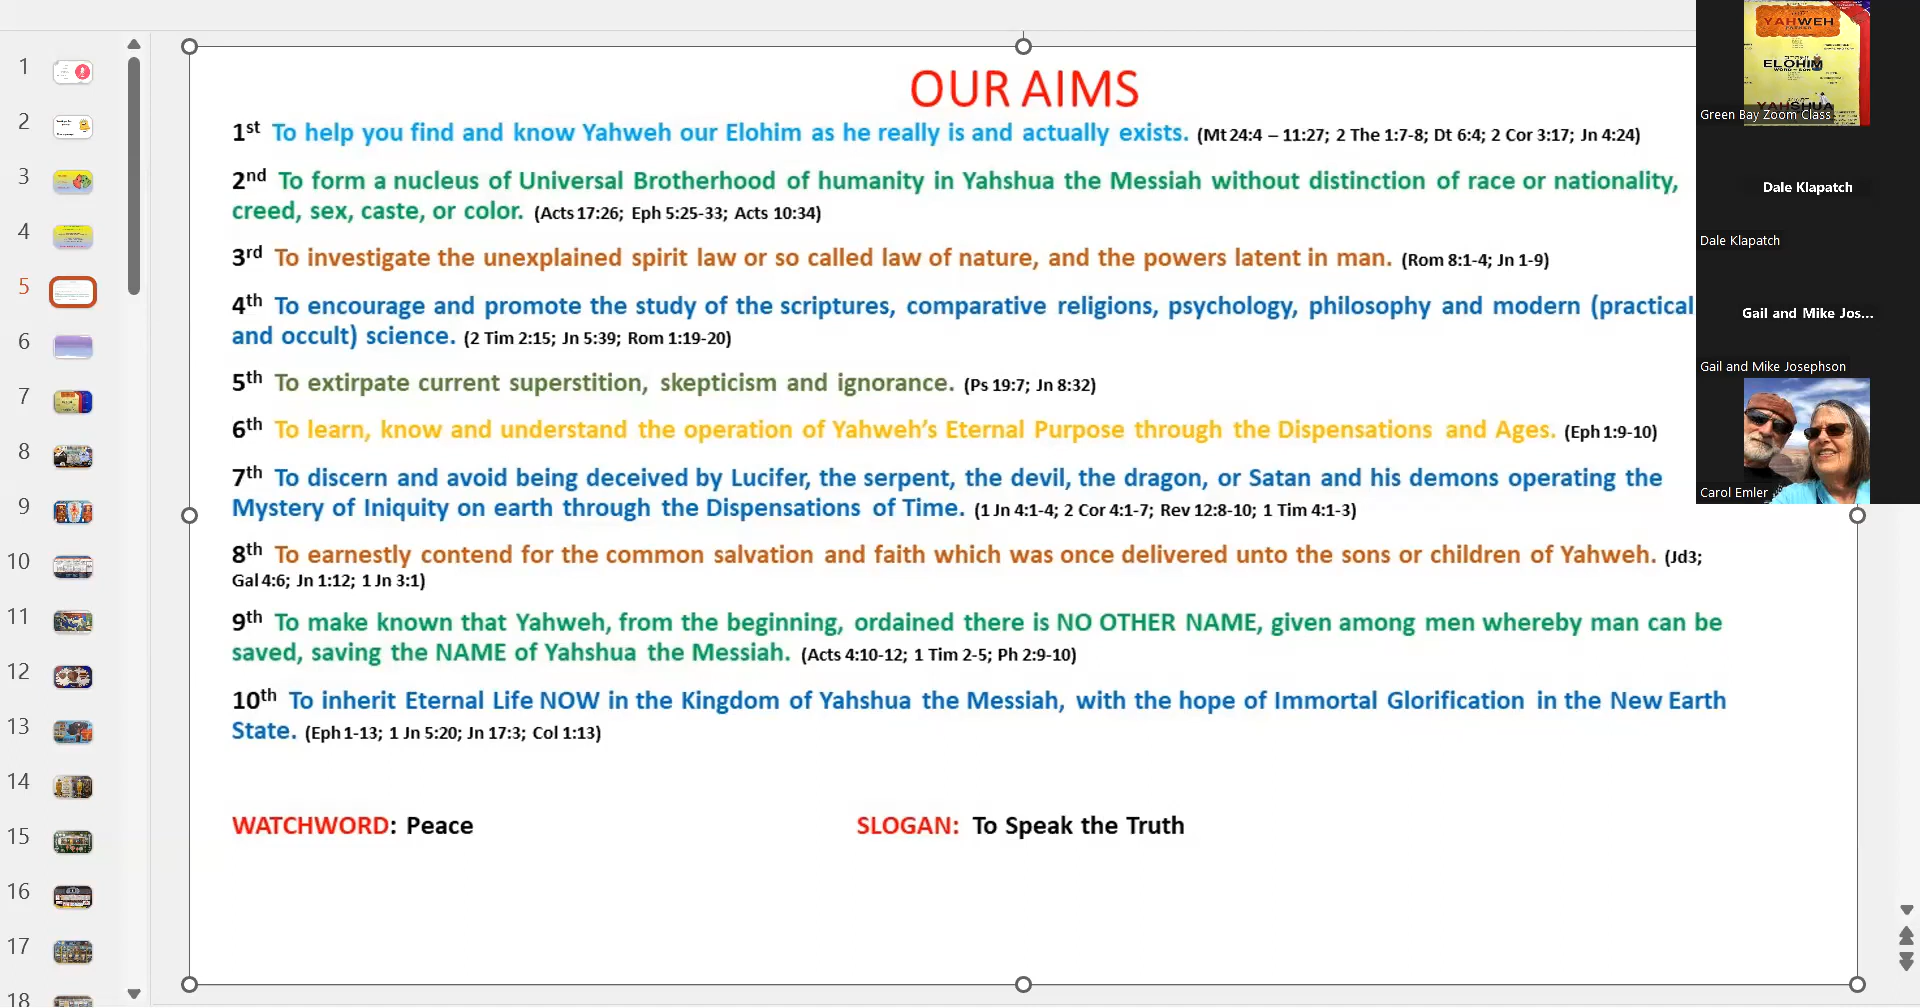 OUR AIMS
1st To help you find and know Yahweh our Elohim as he really is and actually exists. (Mt 24:4 – 11:27; 2 The 1:7-8; Dt 6:4; 2 Cor 3:17; Jn 4:24)
2nd To form a nucleus of Universal Brotherhood of humanity in Yahshua the Messiah without distinction of race or nationality,
creed, sex, caste, or color. (Acts 17:26; Eph 5:25-33; Acts 10:34)
3rd To investigate the unexplained spirit law or so called law of nature, and the powers latent in man. (Rom 8:1-4; Jn 1-9)
4th To encourage and promote the study of the scriptures, comparative religions, psychology, philosophy and modern (practical
and occult) science. (2 Tim 2:15; Jn 5:39; Rom 1:19-20)
5th To extirpate current superstition, skepticism and ignorance. (Ps 19:7; Jn 8:32)
6th To learn, know and understand the operation of Yahweh's Eternal Purpose through the Dispensations and Ages. (Eph 1:9-10)
7th To discern and avoid being deceived by Lucifer, the serpent, the devil, the dragon, or Satan and his demons operating the
Mystery of Iniquity on earth through the Dispensations of Time. (1 Jn 4:1-4; 2 Cor 4:1-7; Rev 12:8-10; 1 Tim 4:1-3)
8th To earnestly contend for the common salvation and faith which was once delivered unto the sons or children of Yahweh. (Jd3;
Gal 4:6; Jn 1:12; 1 Jn 3:1)
9th To make known that Yahweh, from the beginning, ordained there is NO OTHER NAME, given among men whereby man can be
saved, saving the NAME of Yahshua the Messiah. (Acts 4:10-12; 1 Tim 2-5; Ph 2:9-10)
10th To inherit Eternal Life NOW in the Kingdom of Yahshua the Messiah, with the hope of Immortal Glorification in the New Earth
State. (Eph 1-13; 1 Jn 5:20; Jn 17:3; Col 1:13)
WATCHWORD: Peace
SLOGAN: To Speak the Truth
1
2
3
4
5
6
7
8
9
10
11
12
13
14
15
16
17
18
YAHWEH
ELOHIM
YAHSHUA
Green Bay Zoom Class
Dale Klapatch
Dale Klapatch
Gail and Mike Jos...
Gail and Mike Josephson
Carol Emler